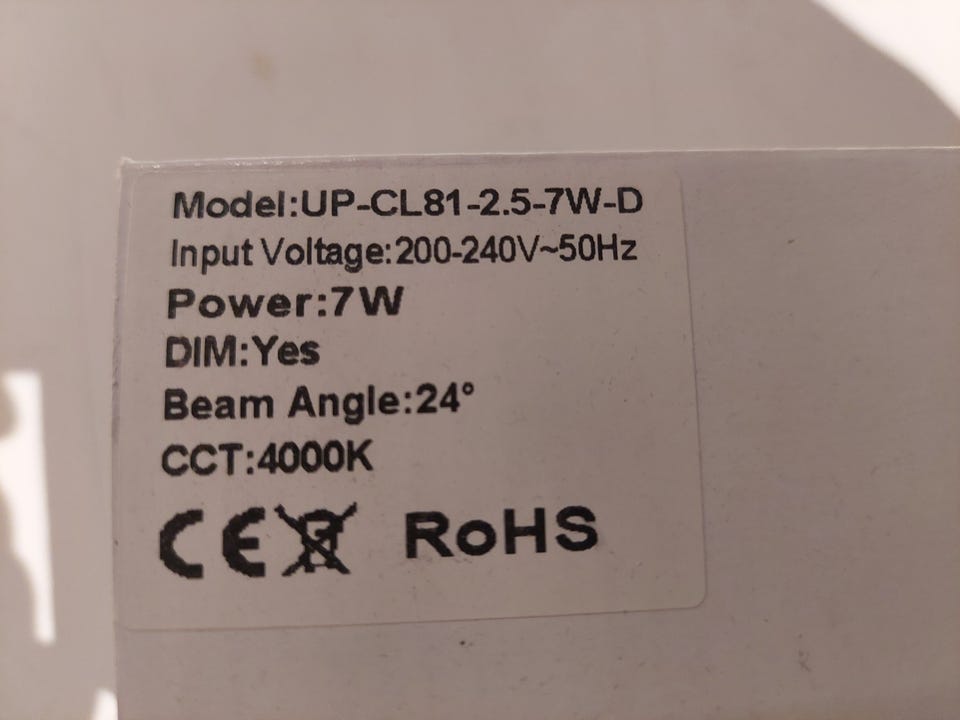 Model:UP-CL81-2.5-7W-D
Input Voltage:200-240V~50Hz
Power:7W
DIM:Yes
Beam Angle:24°
CCT:4000K
CE RoHS